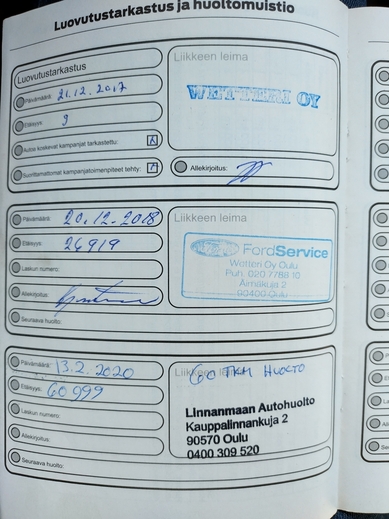 Luovutustarkastus ja huoltomuistio
Luovutustarkastus
Päivämäärä: 21.12.2017
Etäisyys: 9
Autoa koskevat kampanjat tarkastettu:
Suorittamattomat kampanjatoimenpiteet tehty:
Liikkeen leima
WETTERI OY
Allekirjoitus:
Päivämäärä: 20.12.2018
Etäisyys: 26919
Laskun numero:
Allekirjoitus:
Seuraava huolto:
Liikkeen leima
Ford FordService
Wetteri Oy Oulu
Puh. 020 7788 10
Äimäkuja 2
90400 Oulu
Päivämäärä: 13.2.2020
Etäisyys: 60999
Laskun numero:
Allekirjoitus:
Seuraava huolto:
Liikkeen leima
60 TKM HUOLTO
Linnanmaan Autohuolto
Kauppalinnankuja 2
90570 Oulu
0400 309 520